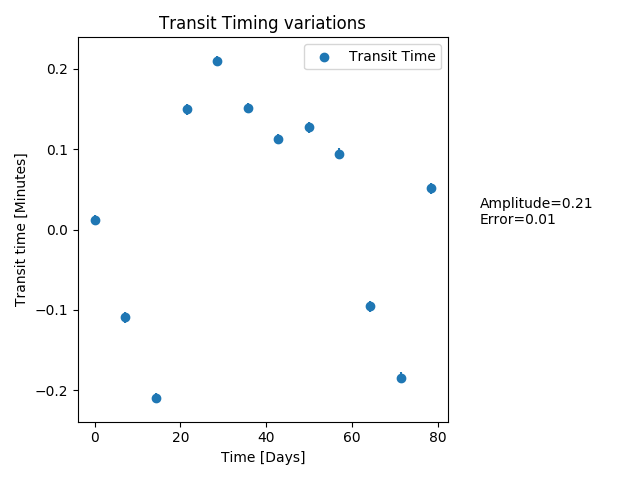 Transit Timing variations
Transit Time
Transit time [Minutes]
0.2
0.1
0.0
−0.1
−0.2
Amplitude=0.21
Error=0.01
0
20
40
60
80
Time [Days]